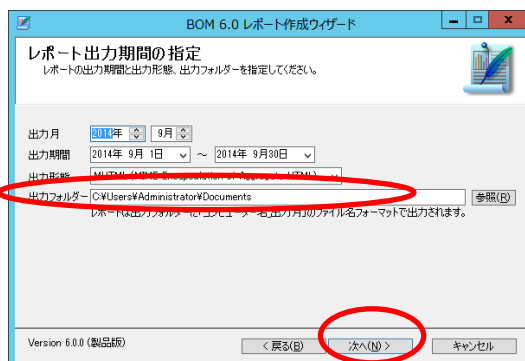 BOM 6.0 レポート作成ウィザード
レポート出力期間の指定
レポートの出力期間と出力形態、出力フォルダーを指定してください。
出力月 2014年 9月
出力期間 2014年 9月 1日 ～ 2014年 9月30日
出力形態 MHTML (MIME Encapsulation of Aggregate HTML)
出力フォルダー C:¥Users¥Administrator¥Documents 参照(R)
レポートは出力フォルダーに「コンピューター名_出力月」のファイル名フォーマットで出力されます。
Version 6.0.0 (製品版) < 戻る(B) 次へ(N) > キャンセル